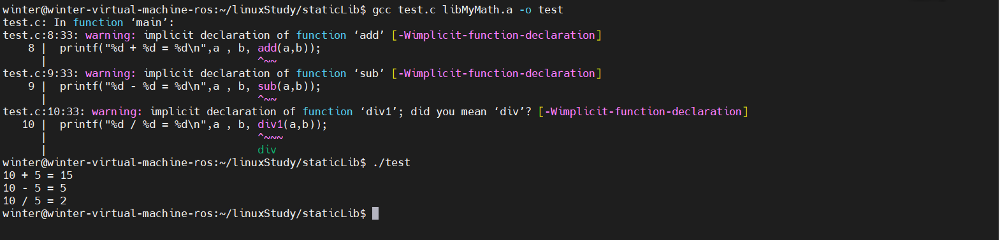 winter@winter-virtual-machine-ros:~/linuxStudy/staticLib$ gcc test.c libMyMath.a -o test
test.c: In function ‘main’:
test.c:8:33: warning: implicit declaration of function ‘add’ [-Wimplicit-function-declaration]
    8 |  printf("%d + %d = %d\n",a , b, add(a,b));
      |                                 ^~~
test.c:9:33: warning: implicit declaration of function ‘sub’ [-Wimplicit-function-declaration]
    9 |  printf("%d - %d = %d\n",a , b, sub(a,b));
      |                                 ^~~
test.c:10:33: warning: implicit declaration of function ‘div1’; did you mean ‘div’? [-Wimplicit-function-declaration]
   10 |  printf("%d / %d = %d\n",a , b, div1(a,b));
      |                                 ^~~~
      |                                 div
winter@winter-virtual-machine-ros:~/linuxStudy/staticLib$ ./test
10 + 5 = 15
10 - 5 = 5
10 / 5 = 2
winter@winter-virtual-machine-ros:~/linuxStudy/staticLib$